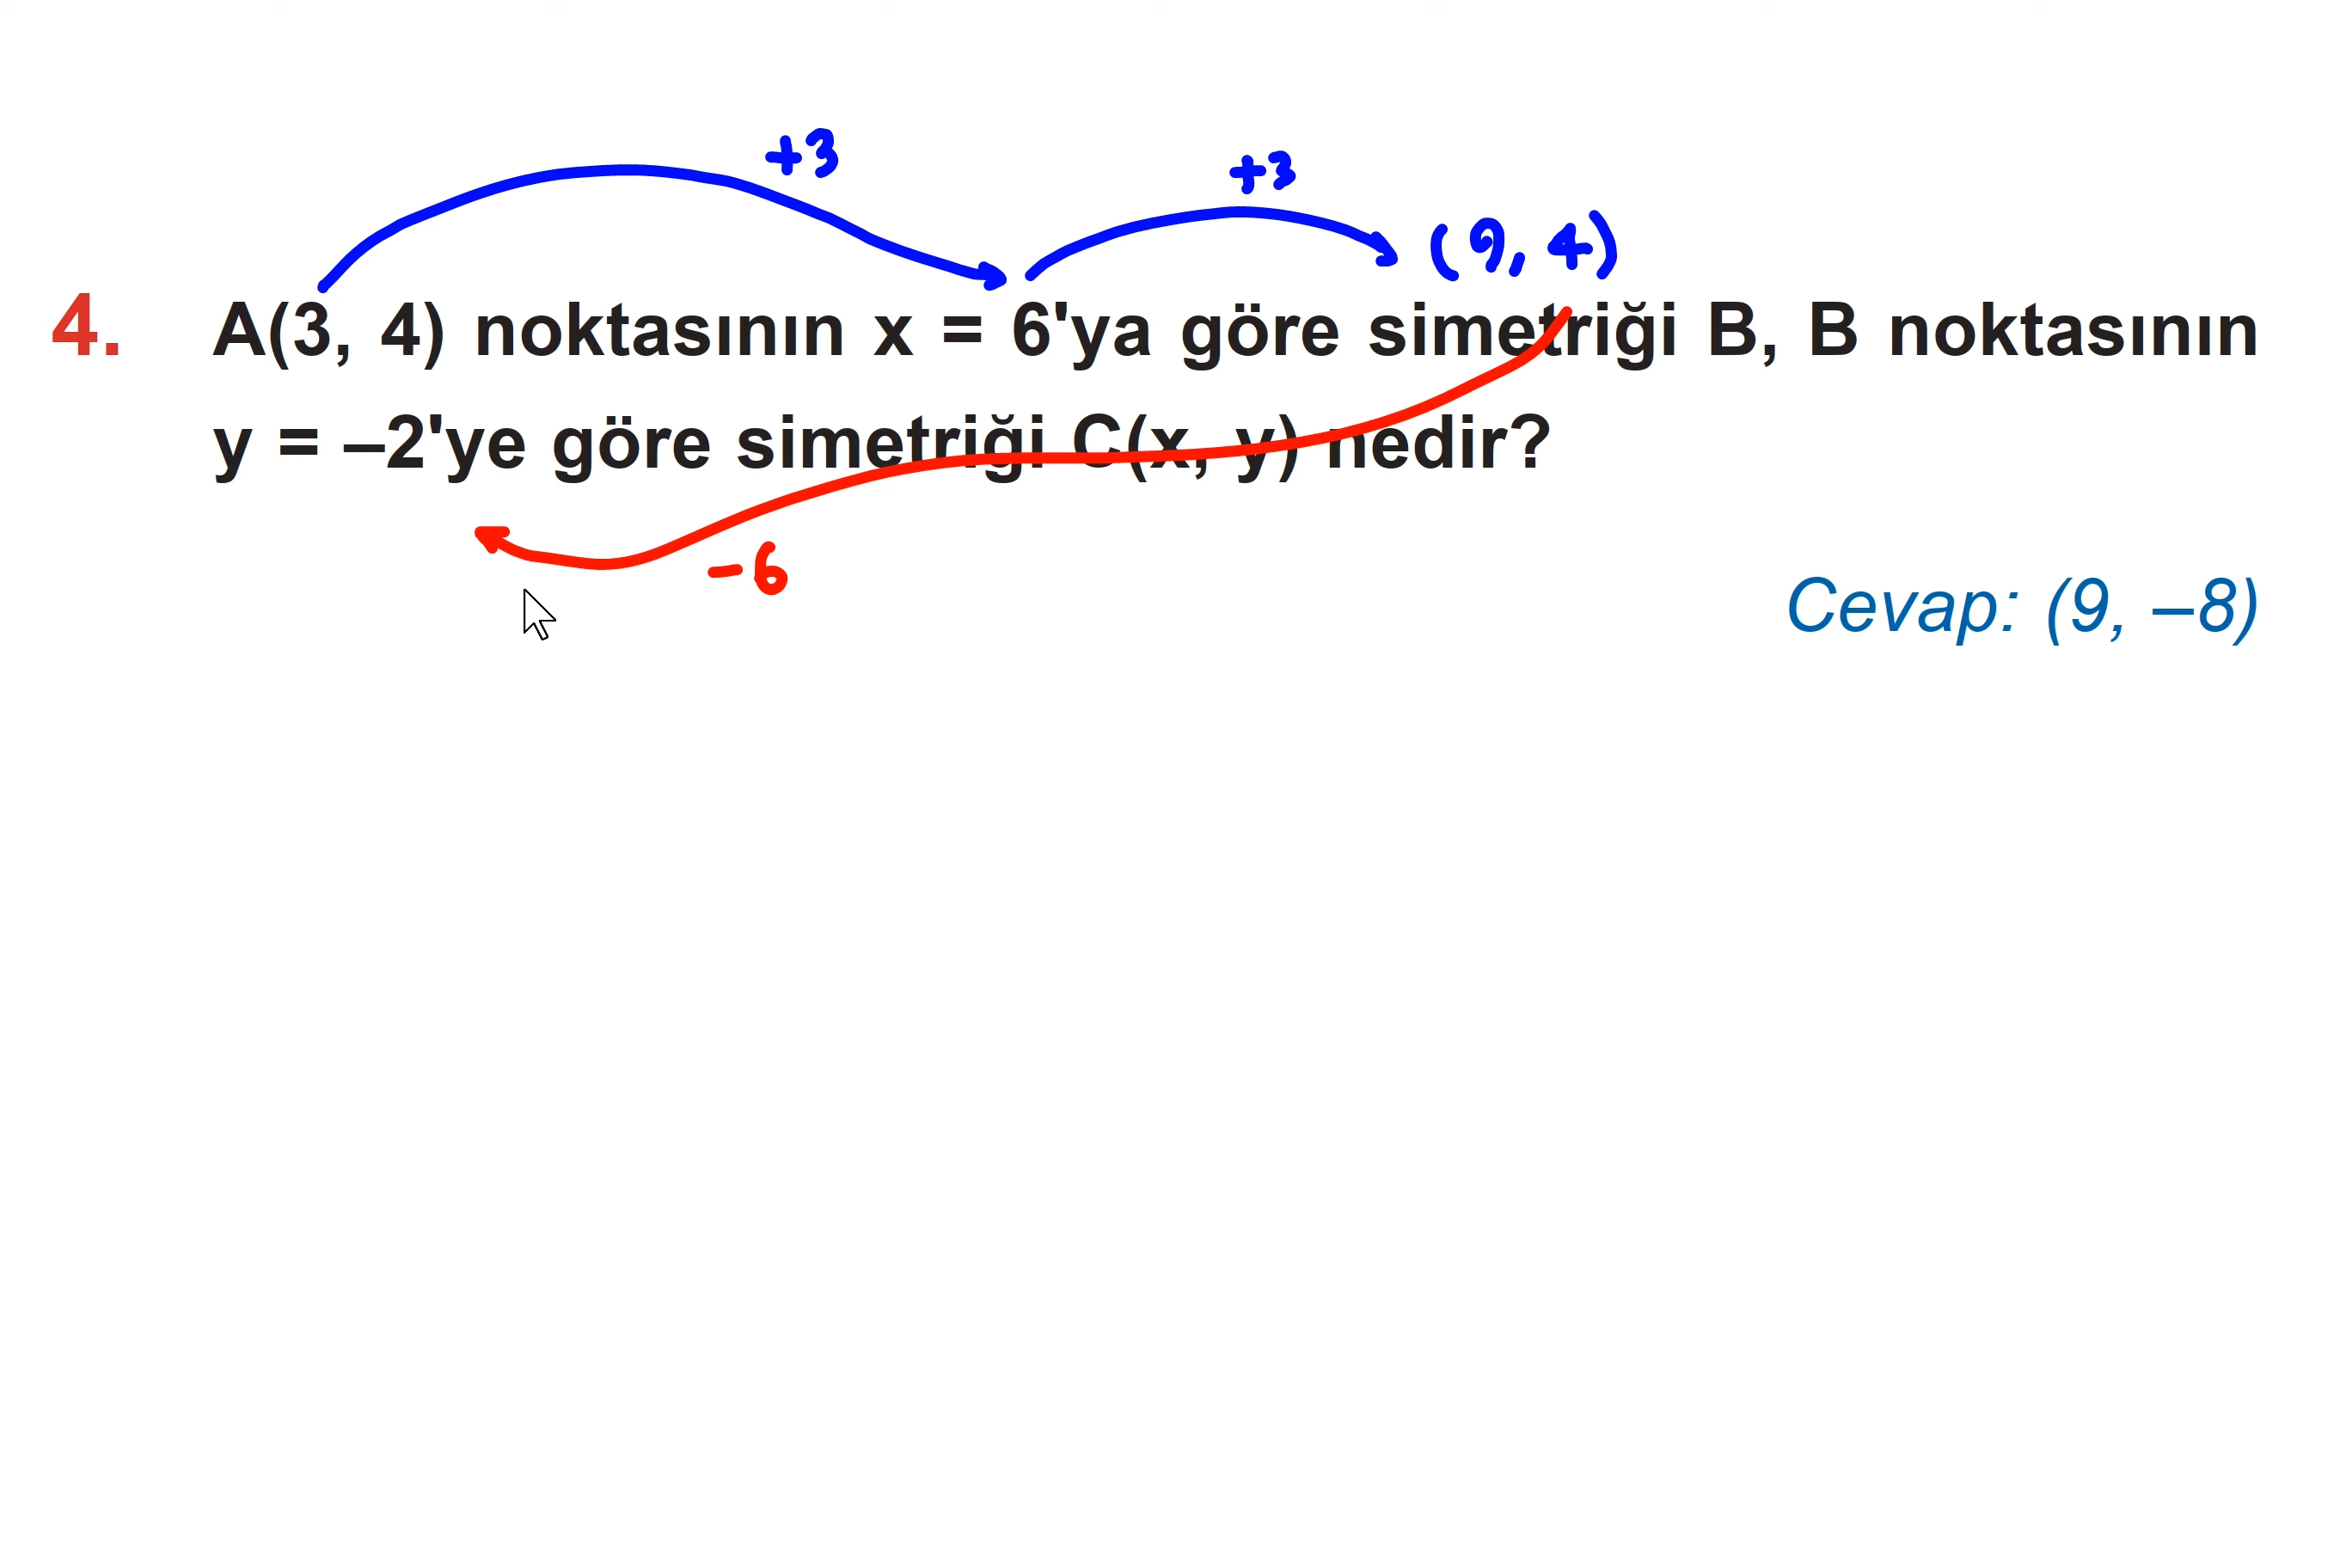 +3 +3
(9, 4)
4. A(3, 4) noktasının x = 6'ya göre simetriği B, B noktasının
y = –2'ye göre simetriği C(x, y) nedir?
-6
Cevap: (9, –8)